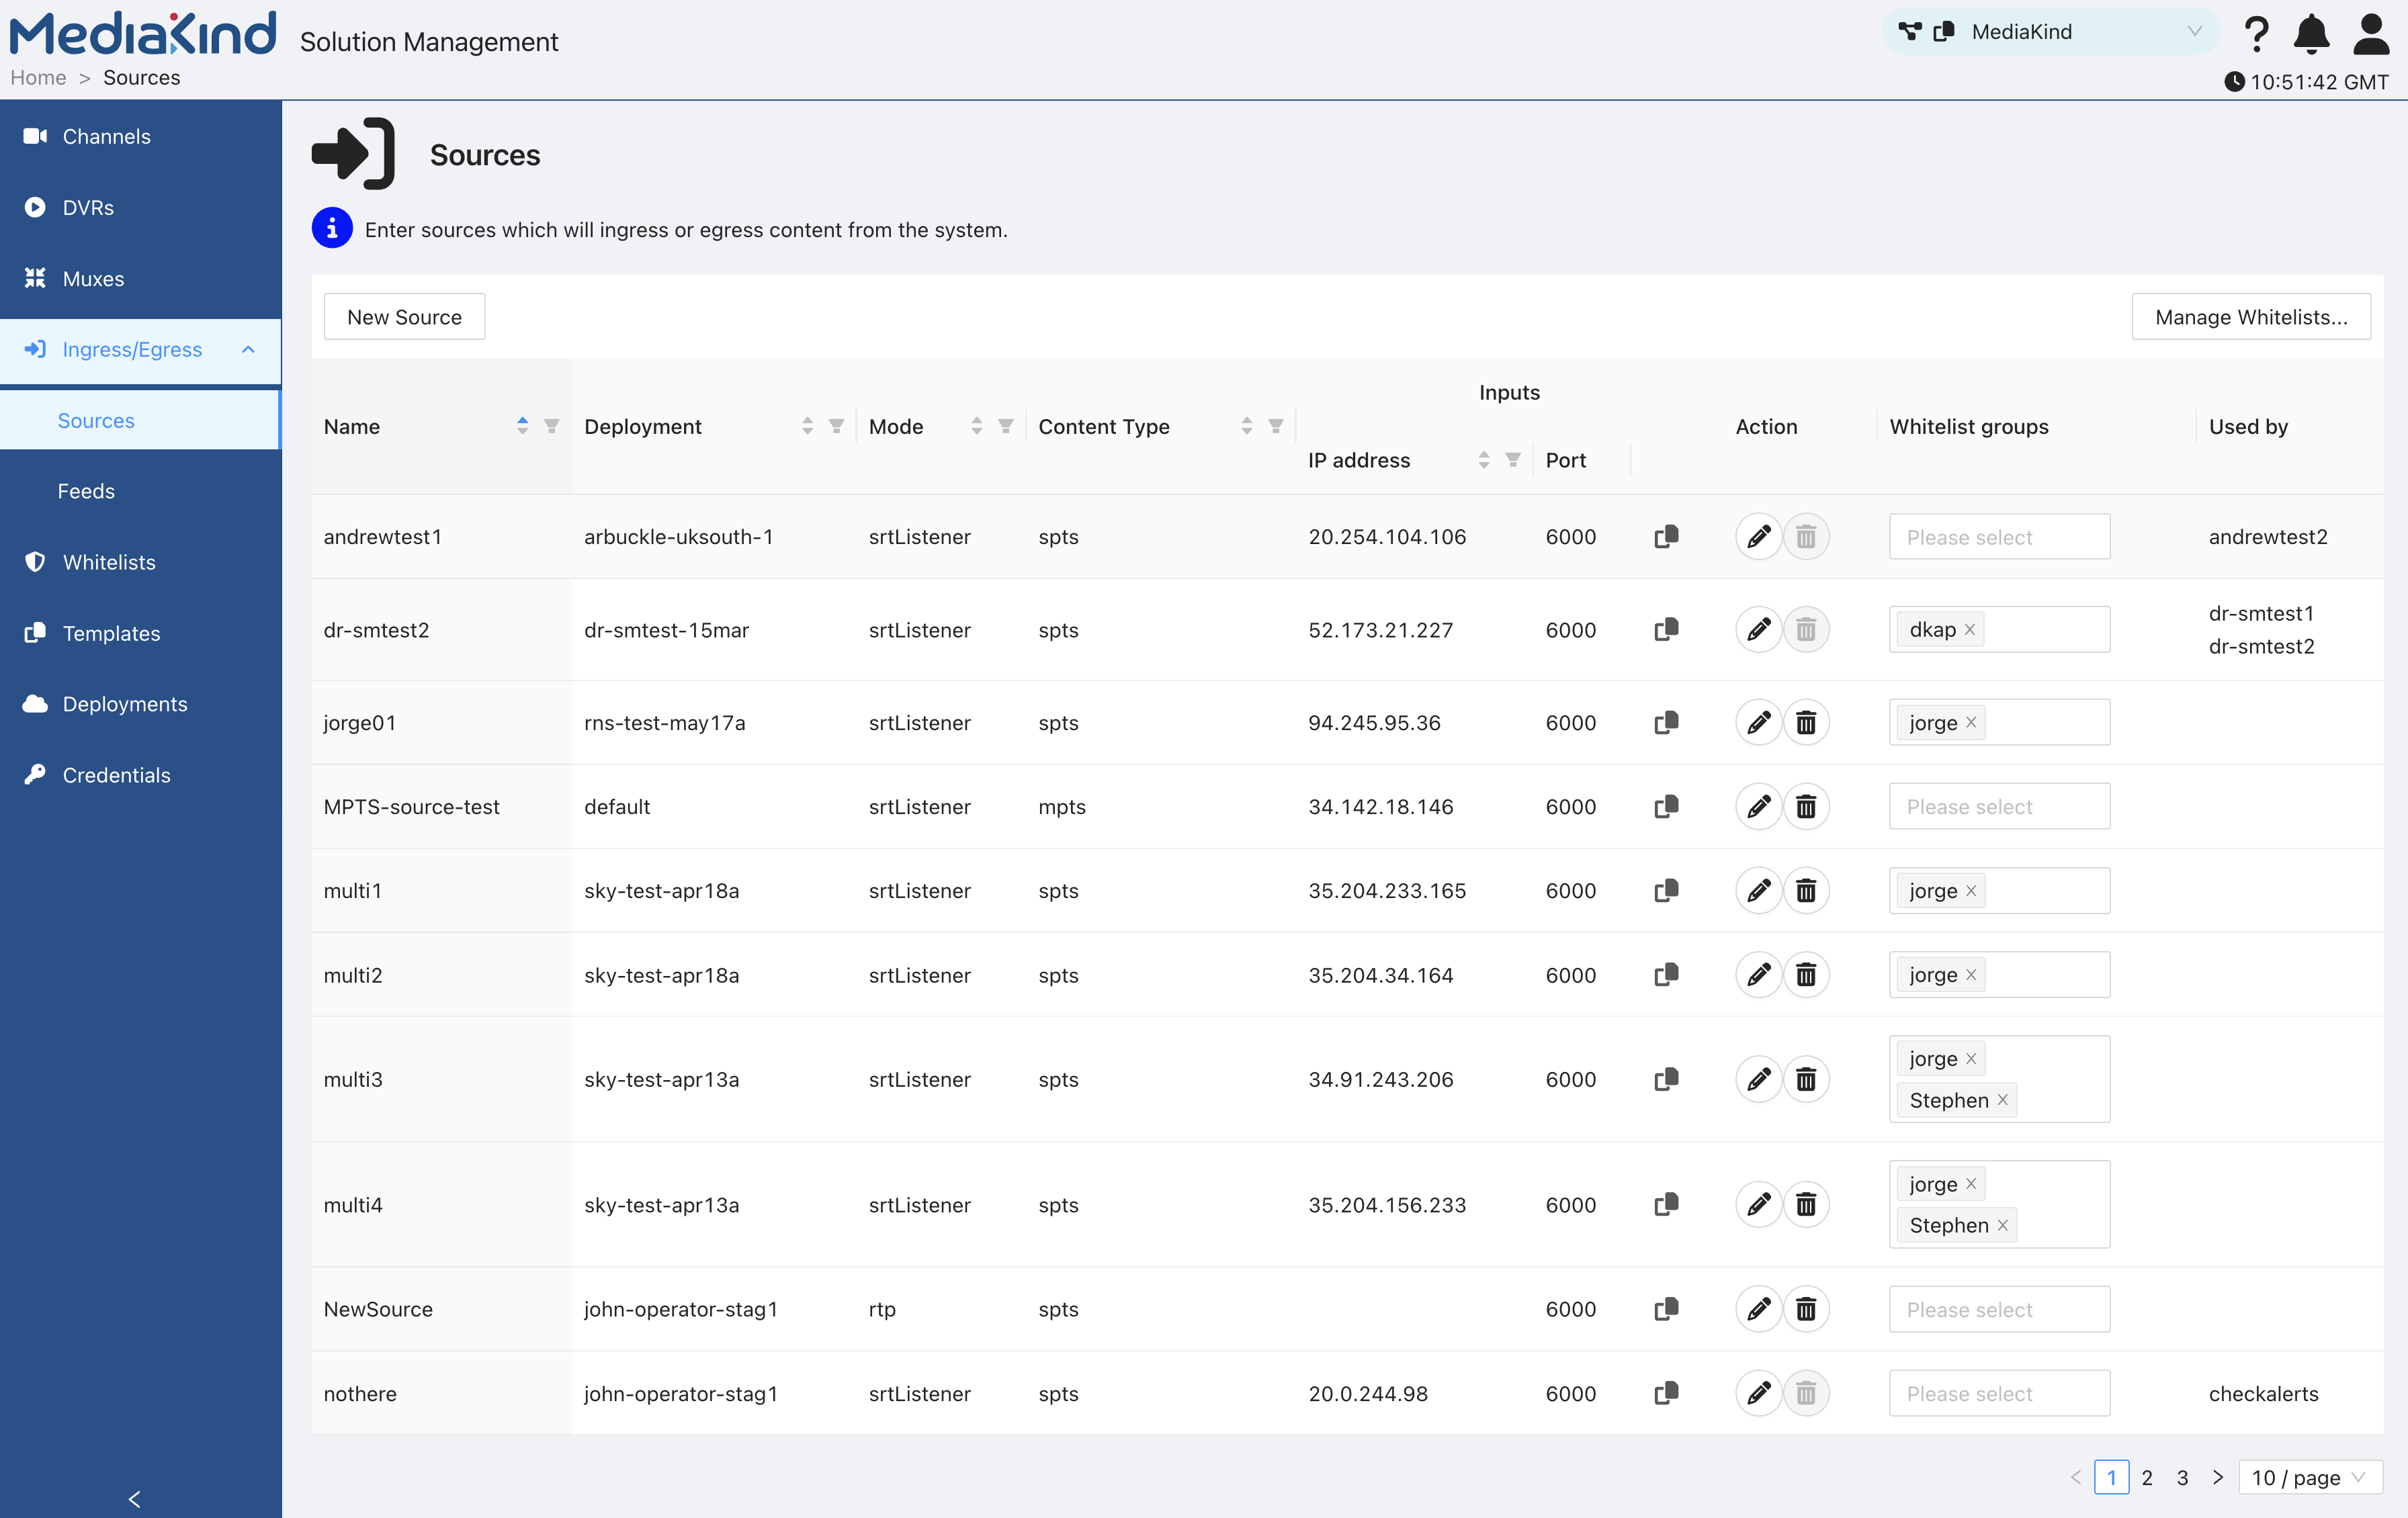 MediaKind Solution Management
MediaKind
Home > Sources
10:51:42 GMT
Channels
DVRs
Muxes
Ingress/Egress
Sources
Feeds
Whitelists
Templates
Deployments
Credentials
Sources
Enter sources which will ingress or egress content from the system.
New Source Manage Whitelists...
Inputs
Name Deployment Mode Content Type Action Whitelist groups Used by
IP address Port
andrewtest1 arbuckle-uksouth-1 srtListener spts 20.254.104.106 6000 Please select andrewtest2
dr-smtest2 dr-smtest-15mar srtListener spts 52.173.21.227 6000 dkap dr-smtest1
dr-smtest2
jorge01 rns-test-may17a srtListener spts 94.245.95.36 6000 jorge
MPTS-source-test default srtListener mpts 34.142.18.146 6000 Please select
multi1 sky-test-apr18a srtListener spts 35.204.233.165 6000 jorge
multi2 sky-test-apr18a srtListener spts 35.204.34.164 6000 jorge
multi3 sky-test-apr13a srtListener spts 34.91.243.206 6000 jorge
Stephen
multi4 sky-test-apr13a srtListener spts 35.204.156.233 6000 jorge
Stephen
NewSource john-operator-stag1 rtp spts 6000 Please select
nothere john-operator-stag1 srtListener spts 20.0.244.98 6000 Please select checkalerts
< 1 2 3 > 10 / page